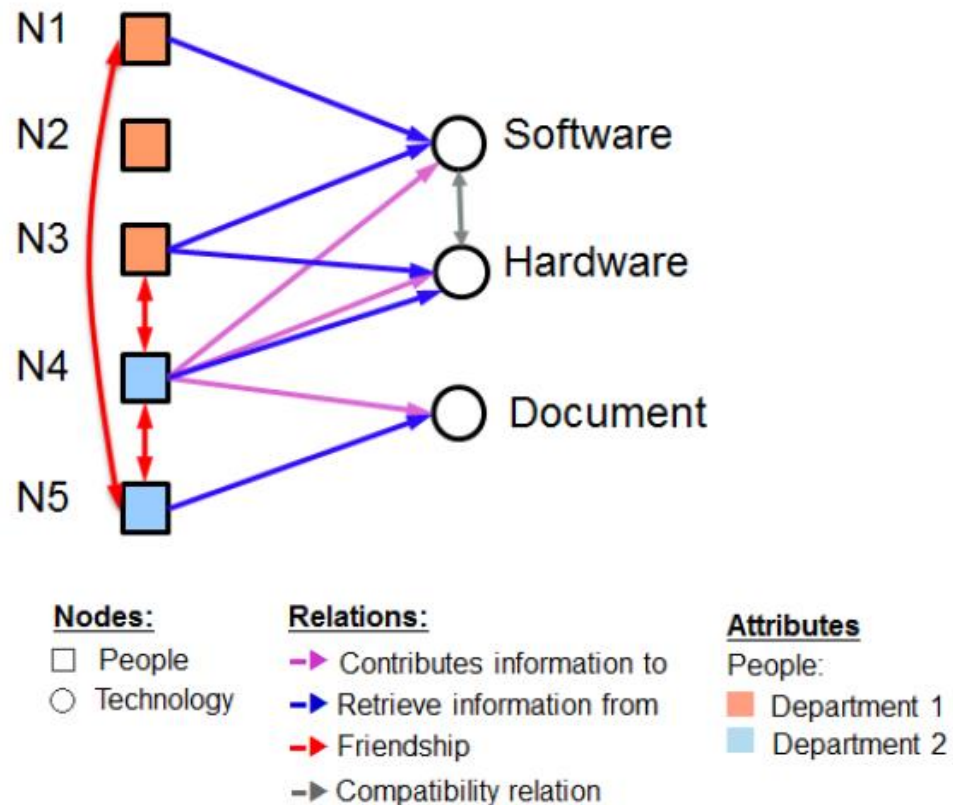 N1
N2
N3
N4
N5
Software
Hardware
Document
Nodes:
People
Technology
Relations:
Contributes information to
Retrieve information from
Friendship
Compatibility relation
Attributes
People:
Department 1
Department 2